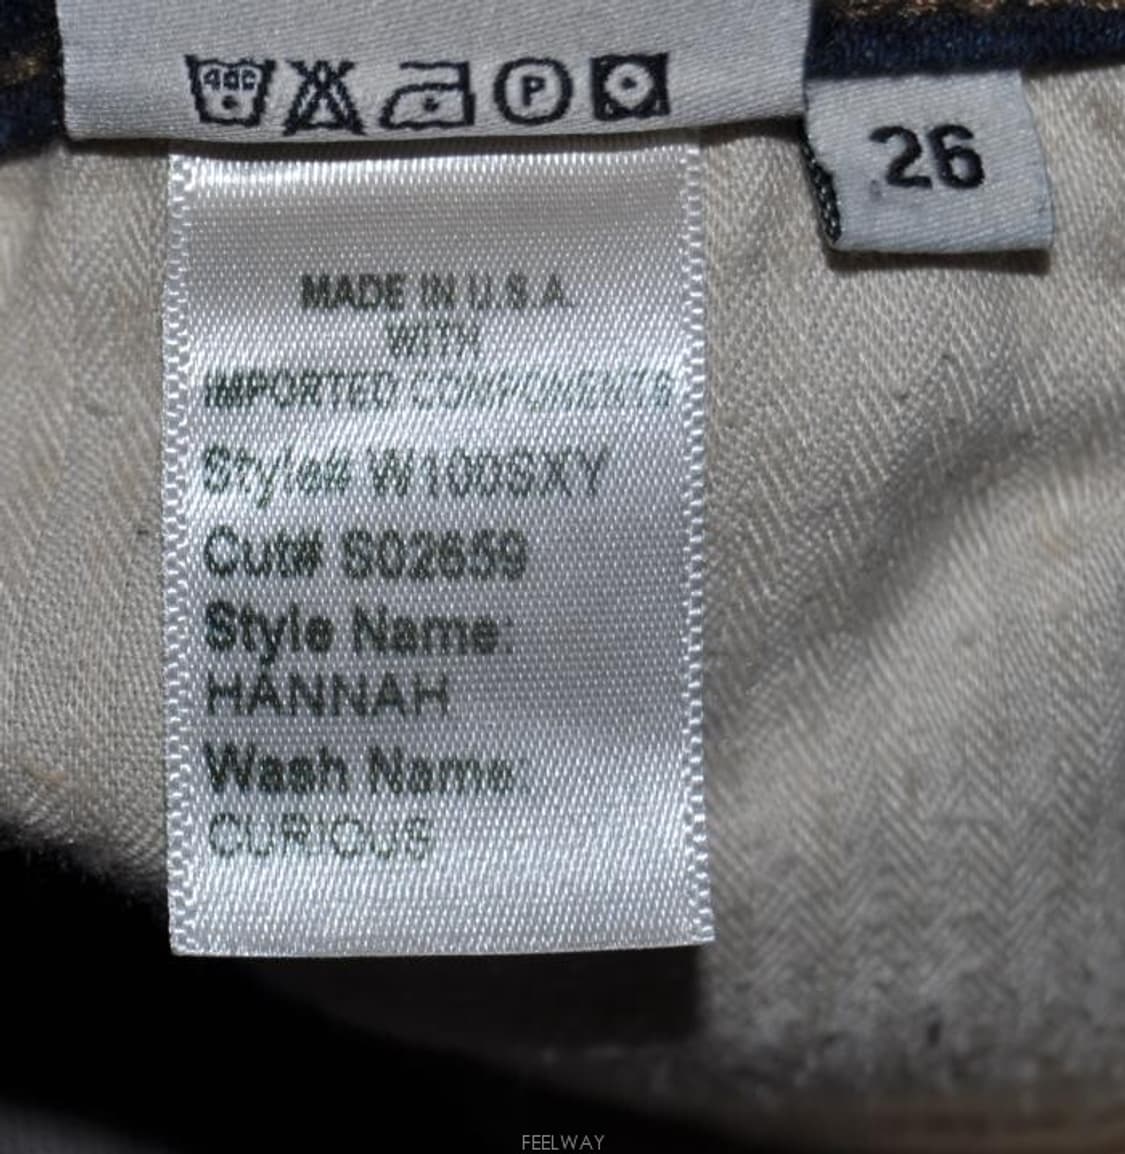 40C P
26
MADE IN U.S.A.
WITH
IMPORTED COMPONENTS
Style# W100SXY
Cut# S02659
Style Name:
HANNAH
Wash Name:
CURIOUS
FEELWAY